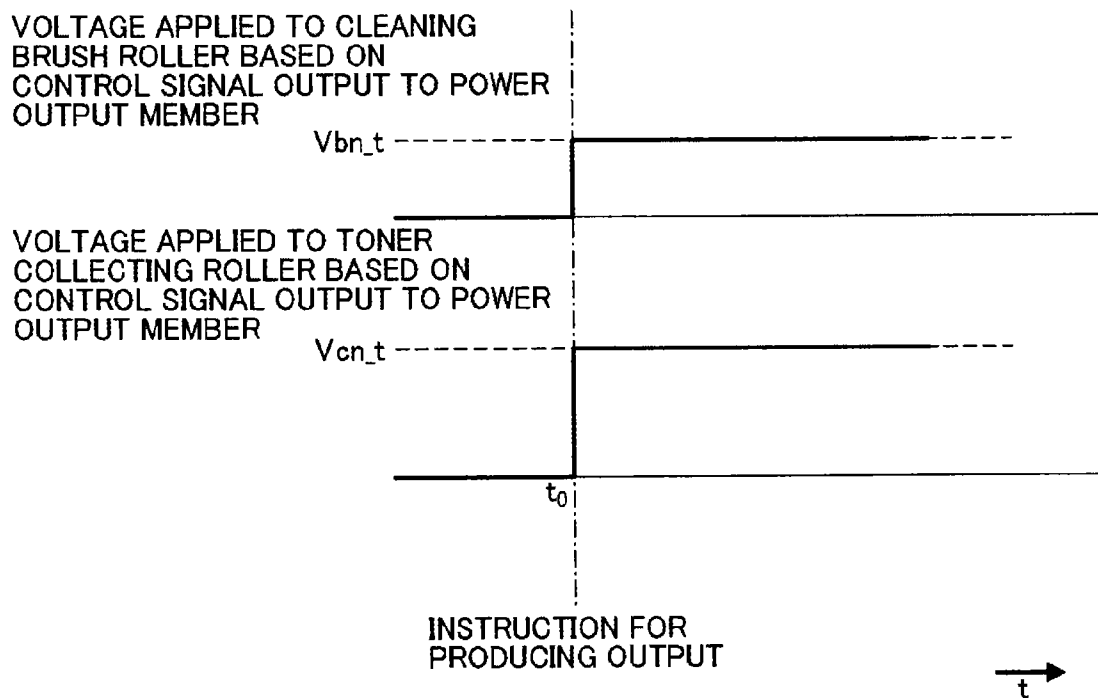 VOLTAGE APPLIED TO CLEANING
BRUSH ROLLER BASED ON
CONTROL SIGNAL OUTPUT TO POWER
OUTPUT MEMBER
Vbn_t
VOLTAGE APPLIED TO TONER
COLLECTING ROLLER BASED ON
CONTROL SIGNAL OUTPUT TO POWER
OUTPUT MEMBER
Vcn_t
t0
INSTRUCTION FOR
PRODUCING OUTPUT
t